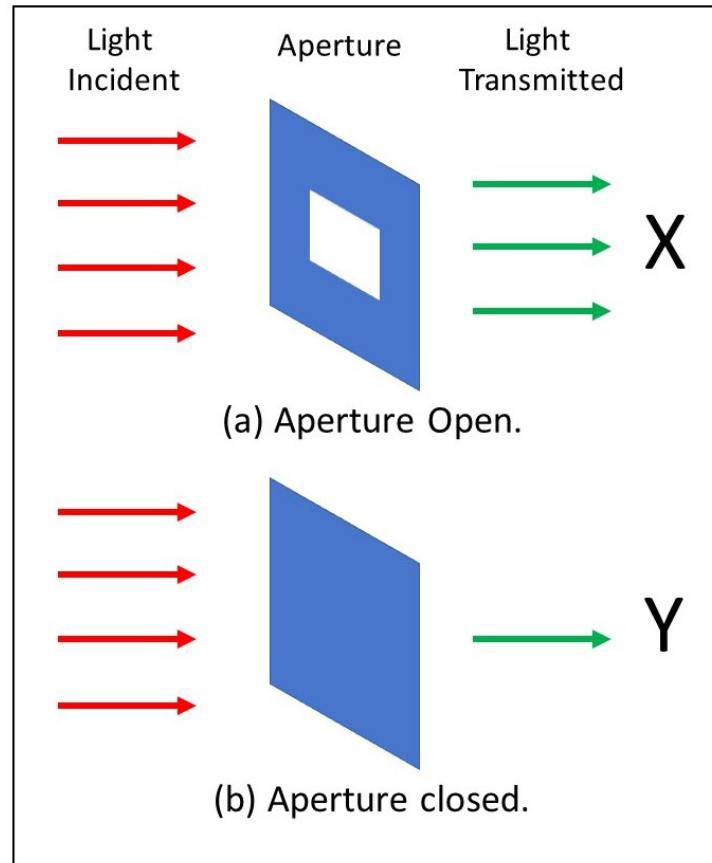 Light
Incident
Aperture
Light
Transmitted
X
(a) Aperture Open.
Y
(b) Aperture closed.